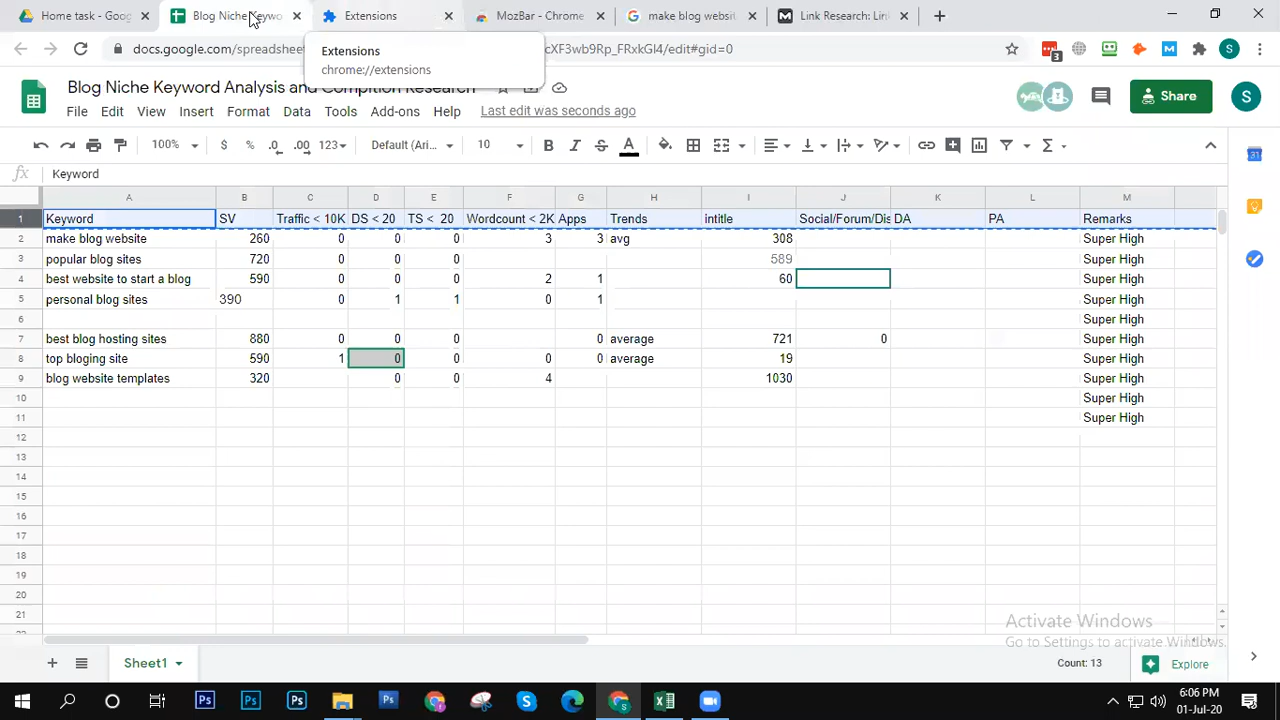 Home task - Goog
Blog Niche Keywo
Extensions
MozBar - Chrome
make blog websi
Link Research: Lin
docs.google.com/spreadsheet
cXF3wb9Rp_FRxkGl4/edit#gid=0
Extensions
chrome://extensions
3
S
Blog Niche Keyword Analysis and Compition Research
File Edit View Insert Format Data Tools Add-ons Help Last edit was seconds ago
Share
S
100% $ % .0 .00 123 Default (Ari... 10 B I S A
fx Keyword
A B C D E F G H I J K L M
1 Keyword SV Traffic < 10K DS < 20 TS < 20 Wordcount < 2K Apps Trends intitle Social/Forum/Dis DA PA Remarks
2 make blog website 260 0 0 0 3 3 avg 308 Super High
3 popular blog sites 720 0 0 0 589 Super High
4 best website to start a blog 590 0 0 0 2 1 60 Super High
5 personal blog sites 390 0 1 1 0 1 Super High
6 Super High
7 best blog hosting sites 880 0 0 0 0 average 721 0 Super High
8 top bloging site 590 1 0 0 0 0 average 19 Super High
9 blog website templates 320 0 0 4 1030 Super High
10 Super High
11 Super High
12
13
14
15
16
17
18
19
20
21
Activate Windows
Go to Settings to activate Windows.
Sheet1
Count: 13
Explore
6:06 PM
01-Jul-20